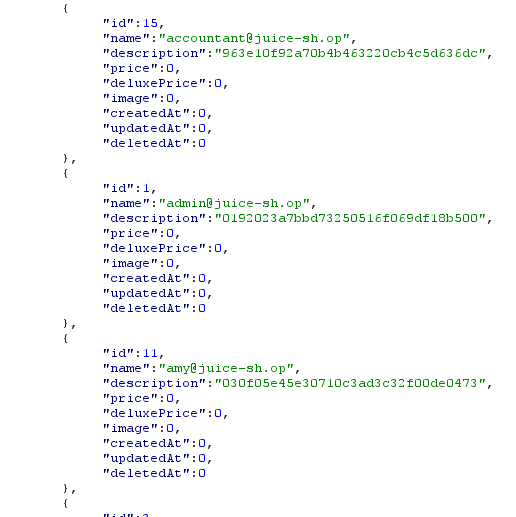 {
"id":15,
"name":"accountant@juice-sh.op",
"description":"963e10f92a70b4b463220cb4c5d636dc",
"price":0,
"deluxePrice":0,
"image":0,
"createdAt":0,
"updatedAt":0,
"deletedAt":0
},
{
"id":1,
"name":"admin@juice-sh.op",
"description":"0192023a7bbd73250516f069df18b500",
"price":0,
"deluxePrice":0,
"image":0,
"createdAt":0,
"updatedAt":0,
"deletedAt":0
},
{
"id":11,
"name":"amy@juice-sh.op",
"description":"030f05e45e30710c3ad3c32f00de0473",
"price":0,
"deluxePrice":0,
"image":0,
"createdAt":0,
"updatedAt":0,
"deletedAt":0
},
{